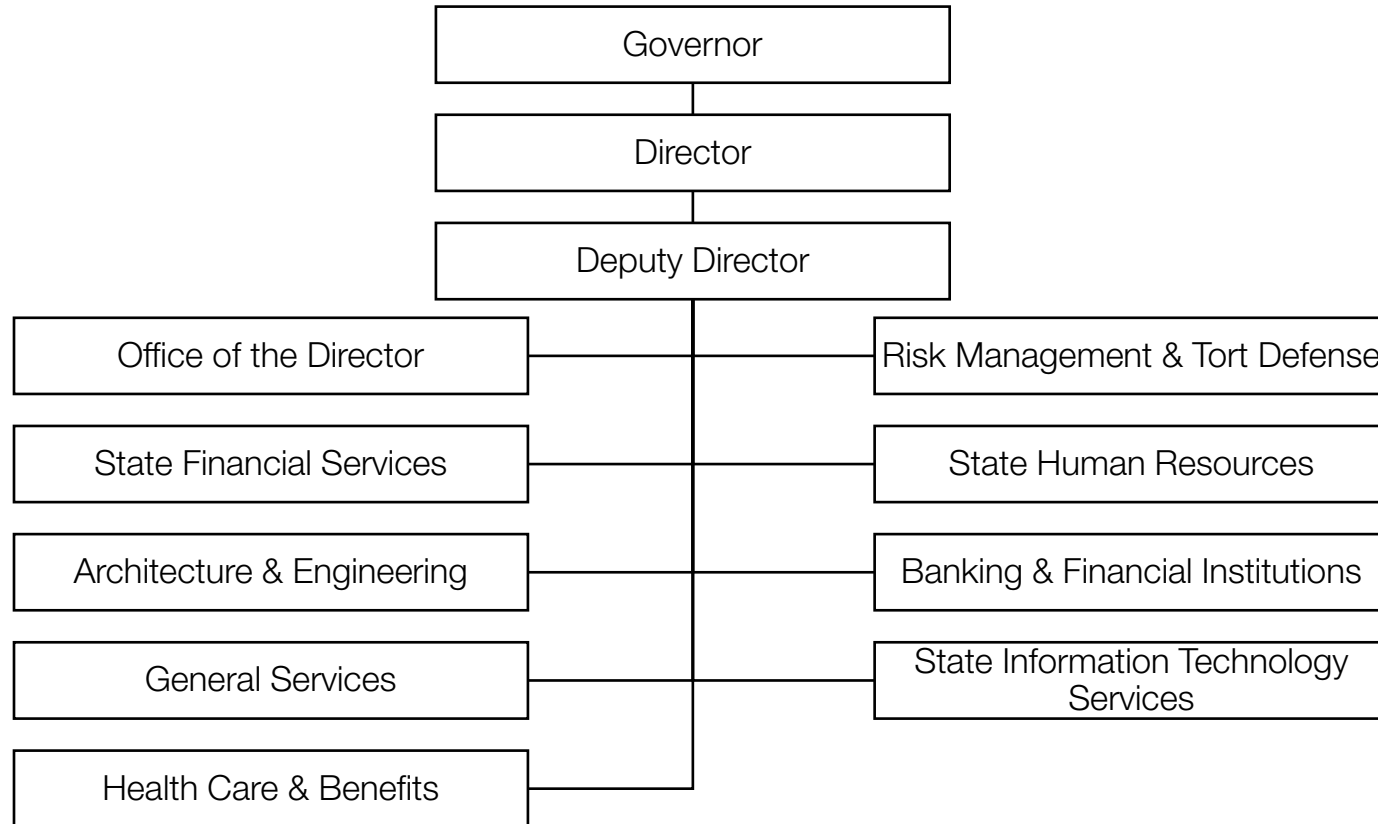 Governor
Director
Deputy Director
Office of the Director
Risk Management & Tort Defense
State Financial Services
State Human Resources
Architecture & Engineering
Banking & Financial Institutions
General Services
State Information Technology
Services
Health Care & Benefits